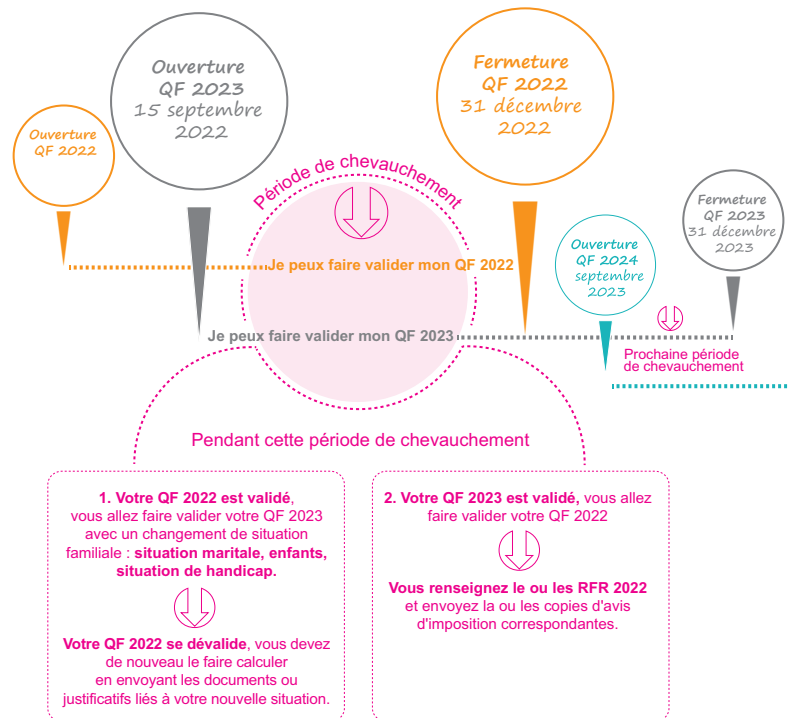 Ouverture
QF 2022
Ouverture
QF 2023
15 septembre
2022
Fermeture
QF 2022
31 décembre
2022
Période de chevauchement
Fermeture
QF 2023
31 décembre
2023
Ouverture
QF 2024
septembre
2023
Je peux faire valider mon QF 2022
Je peux faire valider mon QF 2023
Prochaine période
de chevauchement
Pendant cette période de chevauchement
1. Votre QF 2022 est validé,
vous allez faire valider votre QF 2023
avec un changement de situation
familiale : situation maritale, enfants,
situation de handicap.
Votre QF 2022 se dévalide, vous devez
de nouveau le faire calculer
en envoyant les documents ou
justificatifs liés à votre nouvelle situation.
2. Votre QF 2023 est validé, vous allez
faire valider votre QF 2022
Vous renseignez le ou les RFR 2022
et envoyez la ou les copies d'avis
d'imposition correspondantes.